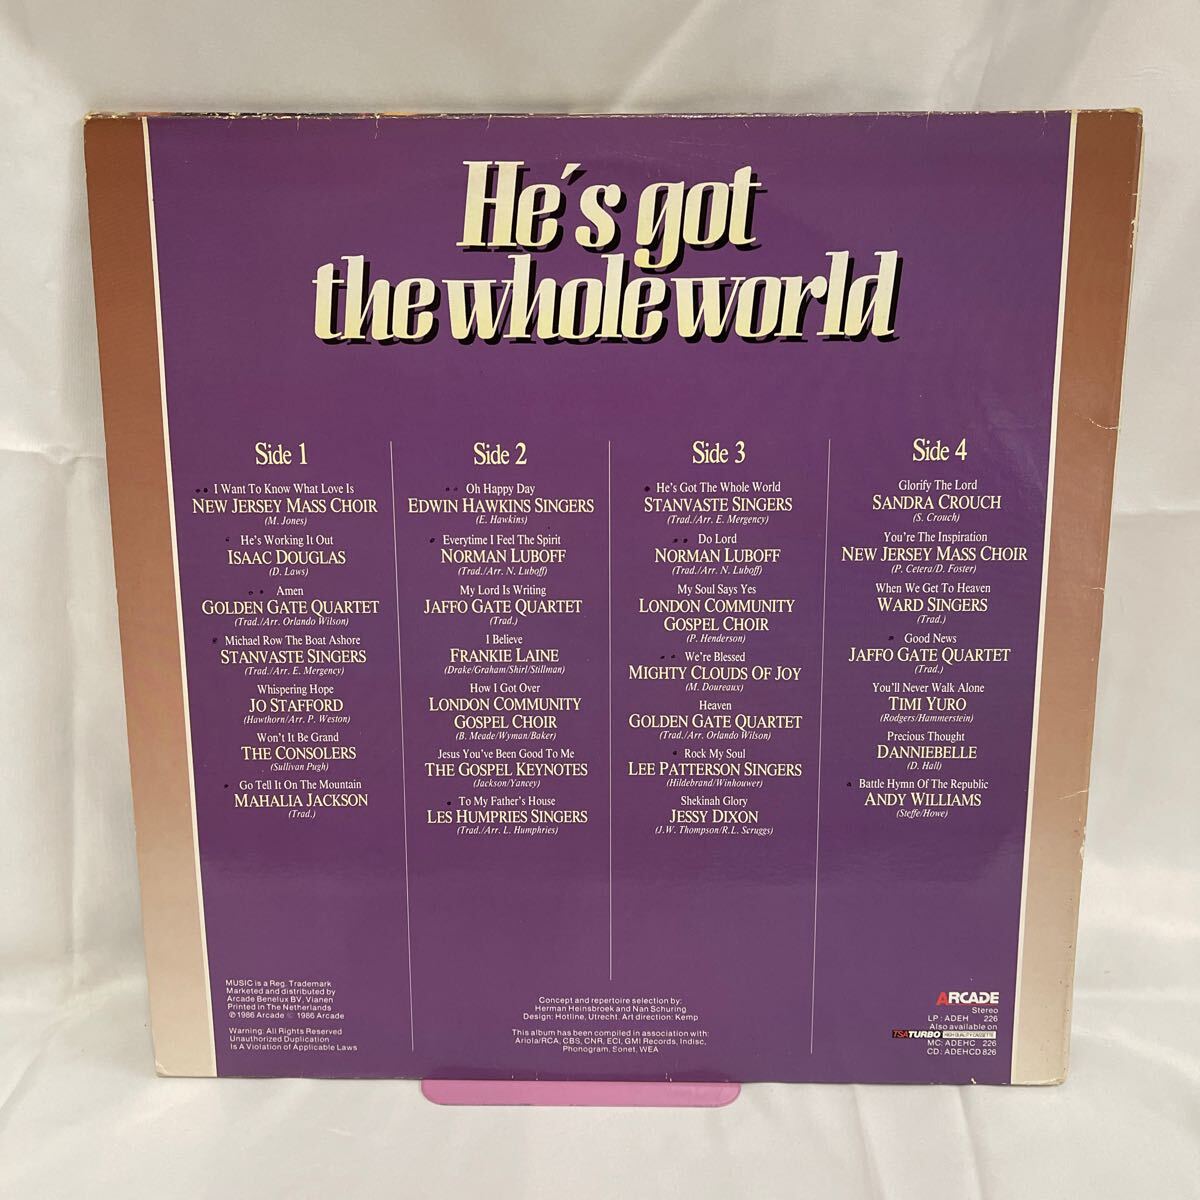 He's got
the whole world
Side 1
I Want To Know What Love Is
NEW JERSEY MASS CHOIR
(M. Jones)
He's Working It Out
ISAAC DOUGLAS
(D. Laws)
Amen
GOLDEN GATE QUARTET
(Trad./Arr. Orlando Wilson)
Michael Row The Boat Ashore
STANVASTE SINGERS
(Trad./Arr. E. Mergency)
Whispering Hope
JO STAFFORD
(Hawthorn/Arr. P. Weston)
Won't It Be Grand
THE CONSOLERS
(Sullivan Pugh)
Go Tell It On The Mountain
MAHALIA JACKSON
(Trad.)
Side 2
Oh Happy Day
EDWIN HAWKINS SINGERS
(E. Hawkins)
Everytime I Feel The Spirit
NORMAN LUBOFF
(Trad./Arr. N. Luboff)
My Lord Is Writing
JAFFO GATE QUARTET
(Trad.)
I Believe
FRANKIE LAINE
(Drake/Graham/Shirl/Stillman)
How I Got Over
LONDON COMMUNITY
GOSPEL CHOIR
(B. Meade/Wyman/Baker)
Jesus You've Been Good To Me
THE GOSPEL KEYNOTES
(Jackson/Yancey)
To My Father's House
LES HUMPRIES SINGERS
(Trad./Arr. L. Humphries)
Side 3
He's Got The Whole World
STANVASTE SINGERS
(Trad./Arr. E. Mergency)
Do Lord
NORMAN LUBOFF
(Trad./Arr. N. Luboff)
My Soul Says Yes
LONDON COMMUNITY
GOSPEL CHOIR
(P. Henderson)
We're Blessed
MIGHTY CLOUDS OF JOY
(M. Doureaux)
Heaven
GOLDEN GATE QUARTET
(Trad./Arr. Orlando Wilson)
Rock My Soul
LEE PATTERSON SINGERS
(Hildebrand/Winhouwer)
Shekinah Glory
JESSY DIXON
(J.W. Thompson/R.L. Scruggs)
Side 4
Glorify The Lord
SANDRA CROUCH
(S. Crouch)
You're The Inspiration
NEW JERSEY MASS CHOIR
(P. Cetera/D. Foster)
When We Get To Heaven
WARD SINGERS
(Trad.)
Good News
JAFFO GATE QUARTET
(Trad.)
You'll Never Walk Alone
TIMI YURO
(Rodgers/Hammerstein)
Precious Thought
DANNIEBELLE
(D. Hall)
Battle Hymn Of The Republic
ANDY WILLIAMS
(Steffe/Howe)
MUSIC is a Reg. Trademark
Marketed and distributed by
Arcade Benelux BV, Vianen
Printed in The Netherlands
℗ 1986 Arcade © 1986 Arcade
Warning: All Rights Reserved
Unauthorized Duplication
Is A Violation of Applicable Laws
Concept and repertoire selection by:
Herman Heinsbroek and Nan Schuring
Design: Hotline, Utrecht. Art direction: Kemp
This album has been compiled in association with:
Ariola/RCA, CBS, CNR, ECI, GMI Records, Indisc,
Phonogram, Sonet, WEA
ARCADE
Stereo
LP: ADEH 226
Also available on
TSA TURBO HIGH QUALITY CASSETTE
MC: ADEHC 226
CD: ADEHCD 826